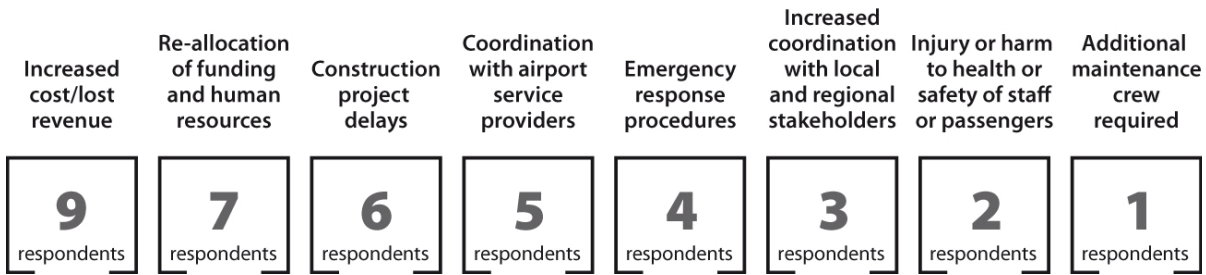 Increased
cost/lost
revenue
Re-allocation
of funding
and human
resources
Construction
project
delays
Coordination
with airport
service
providers
Emergency
response
procedures
Increased
coordination
with local
and regional
stakeholders
Injury or harm
to health or
safety of staff
or passengers
Additional
maintenance
crew
required
9
respondents
7
respondents
6
respondents
5
respondents
4
respondents
3
respondents
2
respondents
1
respondents